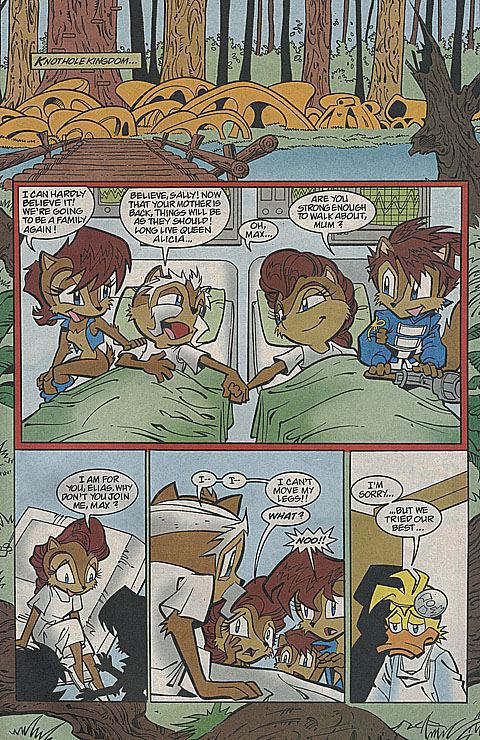 KNOTHOLE KINGDOM...
I CAN HARDLY
BELIEVE IT!
WE'RE GOING
TO BE A FAMILY
AGAIN!
BELIEVE, SALLY! NOW
THAT YOUR MOTHER IS
BACK, THINGS WILL BE
AS THEY SHOULD!
LONG LIVE QUEEN
ALICIA...
OH,
MAX...
ARE YOU
STRONG ENOUGH
TO WALK ABOUT,
MUM?
I AM FOR
YOU, ELIAS. WHY
DON'T YOU JOIN
ME, MAX?
I-- I-- I CAN'T
MOVE MY
LEGS!!
WHAT?
NOO!!
I'M
SORRY...
...BUT WE
TRIED OUR
BEST...